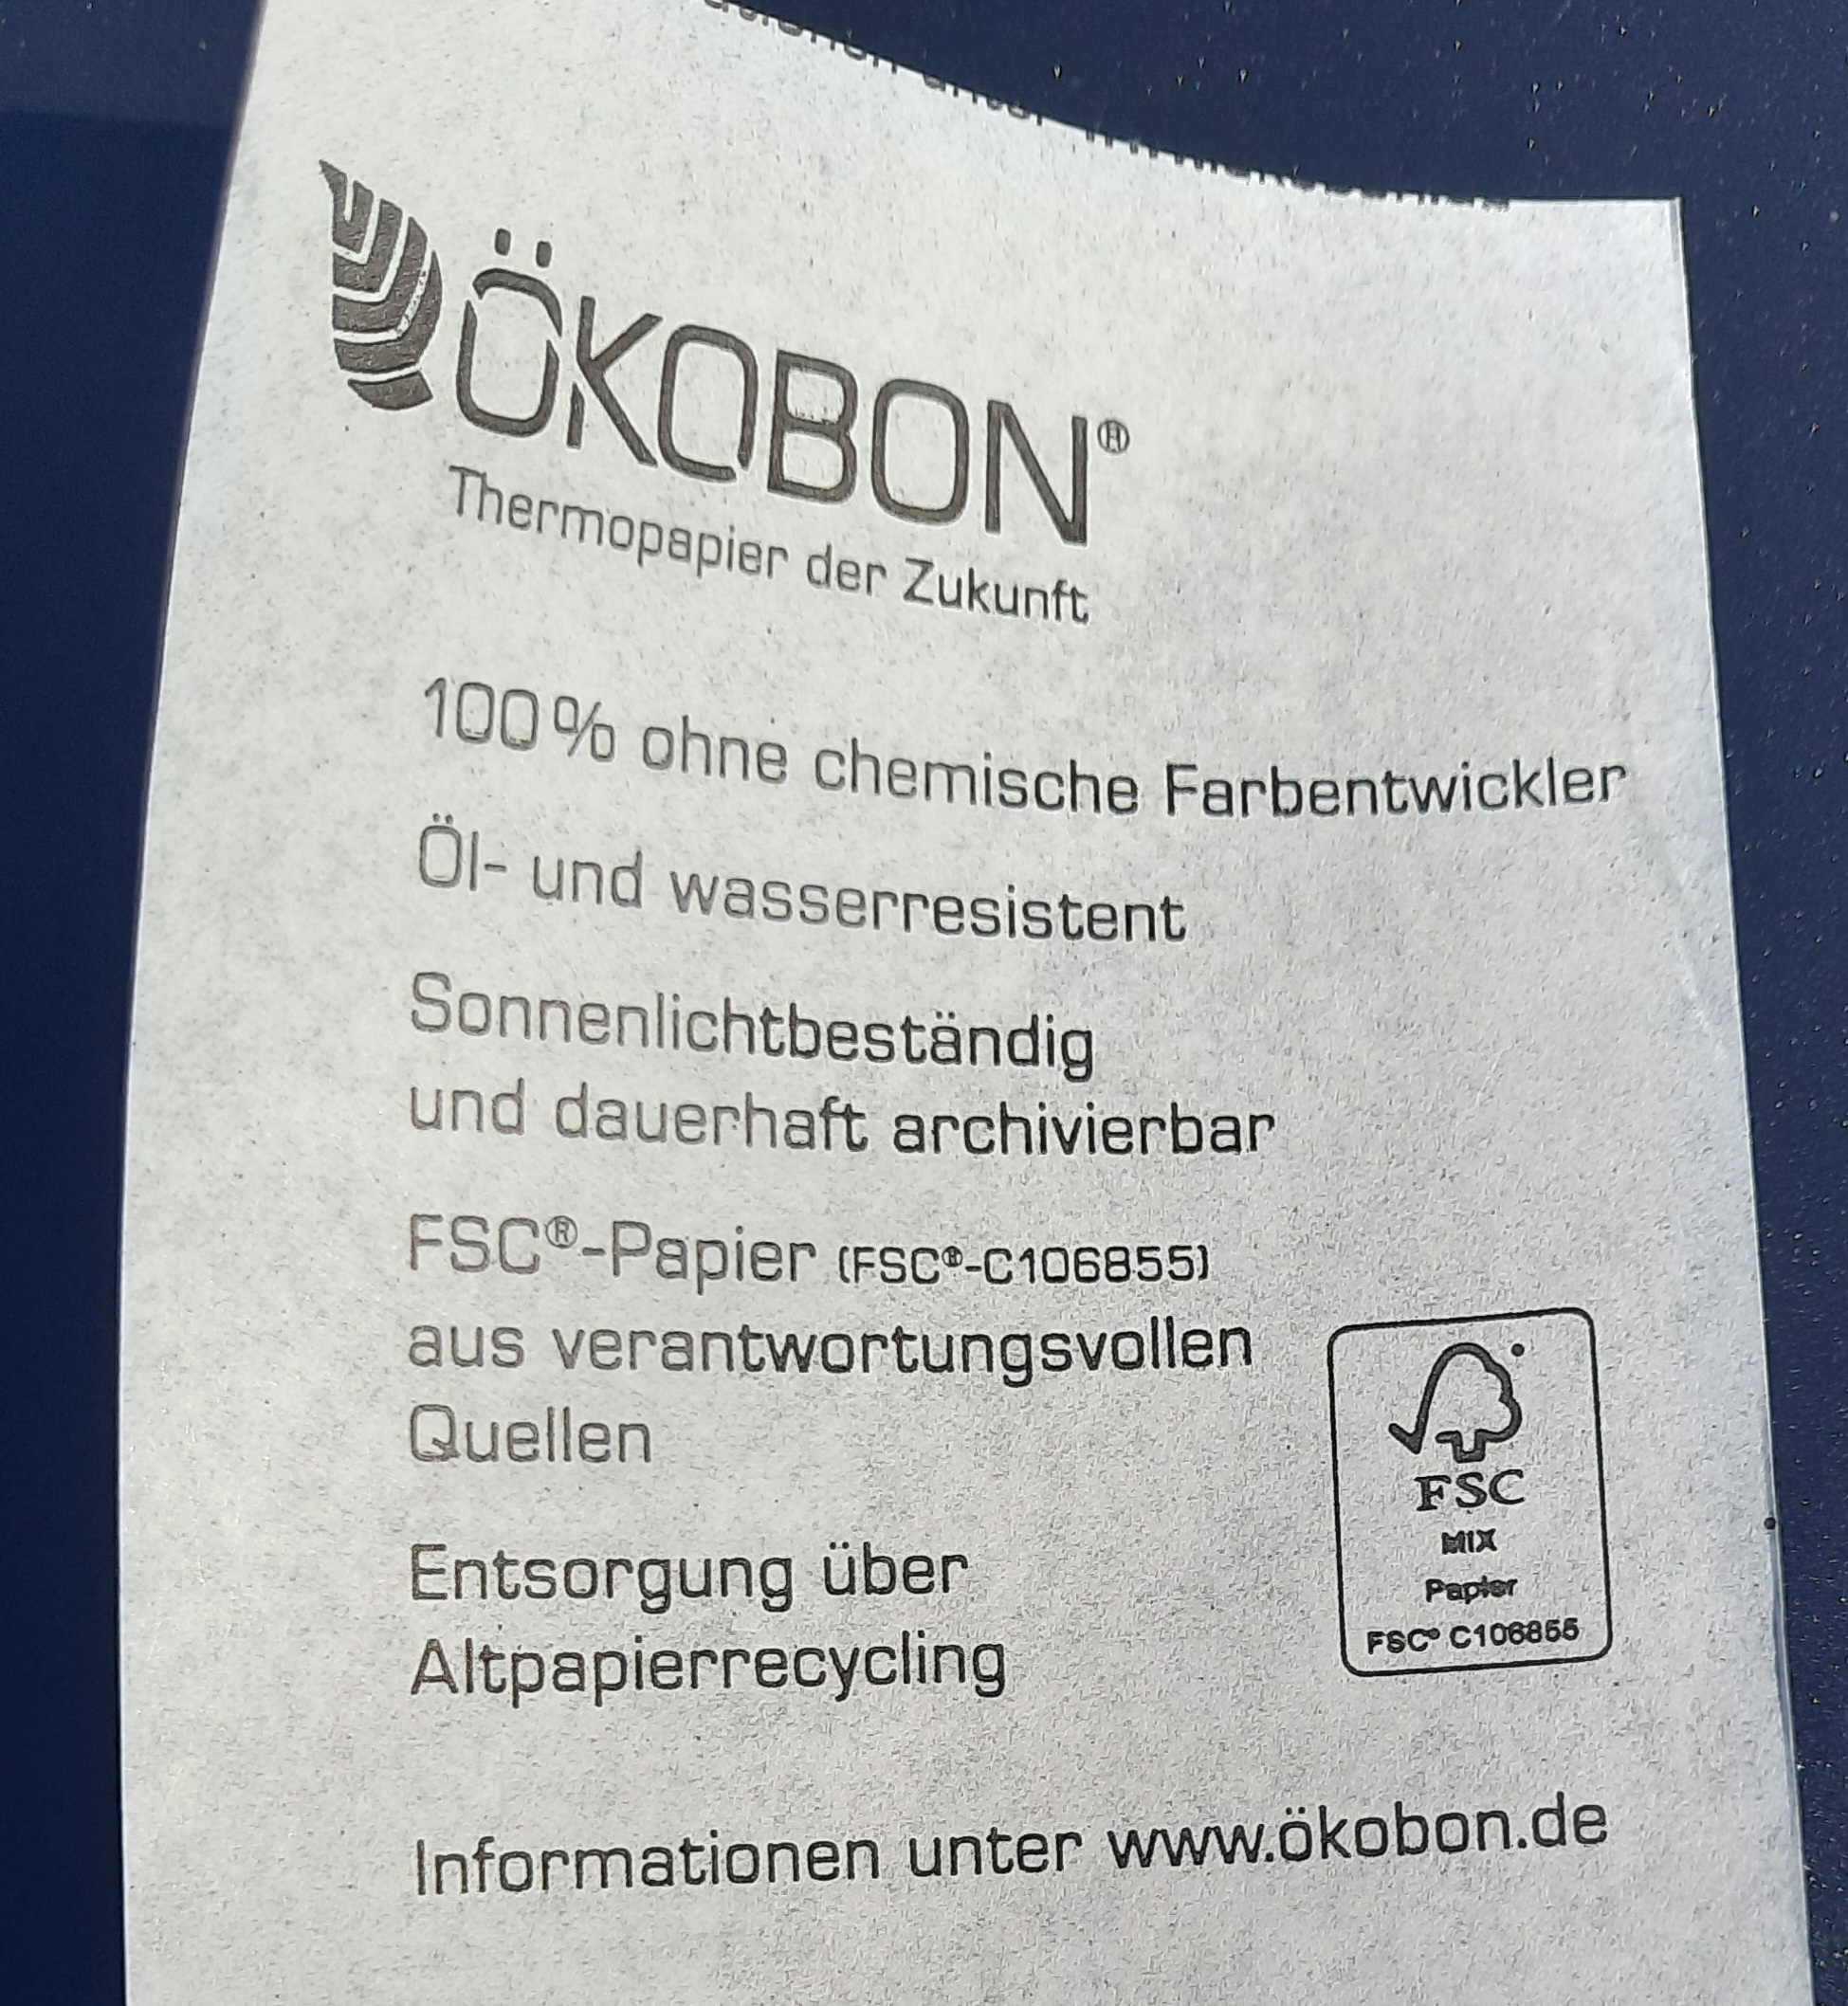 ÖKOBON®
Thermopapier der Zukunft
100% ohne chemische Farbentwickler
Öl- und wasserresistent
Sonnenlichtbeständig
und dauerhaft archivierbar
FSC®-Papier (FSC®-C106855)
aus verantwortungsvollen
Quellen
FSC
MIX
Papier
FSC® C106855
Entsorgung über
Altpapierrecycling
Informationen unter www.ökobon.de